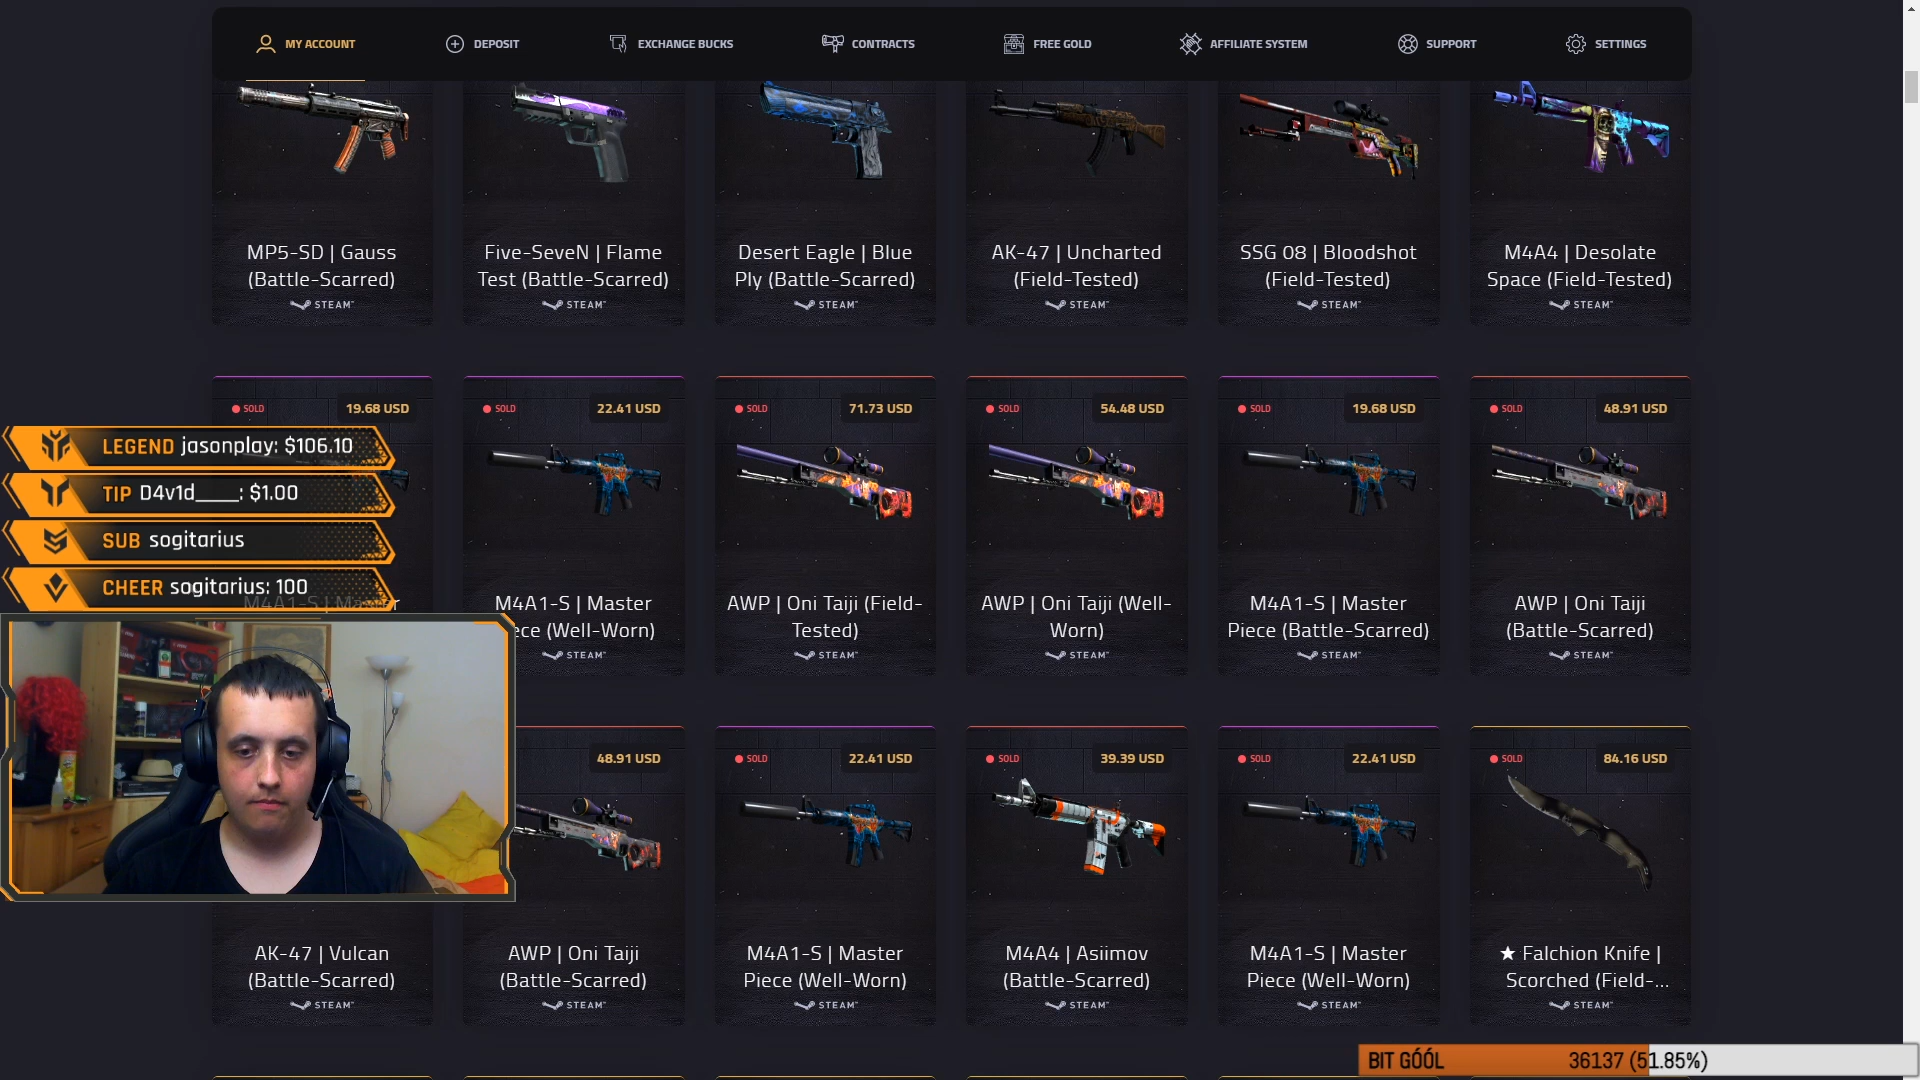 MY ACCOUNT DEPOSIT EXCHANGE BUCKS CONTRACTS FREE GOLD AFFILIATE SYSTEM SUPPORT SETTINGS
MP5-SD | Gauss
(Battle-Scarred)
STEAM
Five-SeveN | Flame
Test (Battle-Scarred)
STEAM
Desert Eagle | Blue
Ply (Battle-Scarred)
STEAM
AK-47 | Uncharted
(Field-Tested)
STEAM
SSG 08 | Bloodshot
(Field-Tested)
STEAM
M4A4 | Desolate
Space (Field-Tested)
STEAM
SOLD 19.68 USD
M4A1-S | Master
SOLD 22.41 USD
M4A1-S | Master
ece (Well-Worn)
STEAM
SOLD 71.73 USD
AWP | Oni Taiji (Field-
Tested)
STEAM
SOLD 54.48 USD
AWP | Oni Taiji (Well-
Worn)
STEAM
SOLD 19.68 USD
M4A1-S | Master
Piece (Battle-Scarred)
STEAM
SOLD 48.91 USD
AWP | Oni Taiji
(Battle-Scarred)
STEAM
LEGEND jasonplay: $106.10
TIP D4v1d____: $1.00
SUB sogitarius
CHEER sogitarius: 100
AK-47 | Vulcan
(Battle-Scarred)
STEAM
48.91 USD
AWP | Oni Taiji
(Battle-Scarred)
STEAM
SOLD 22.41 USD
M4A1-S | Master
Piece (Well-Worn)
STEAM
SOLD 39.39 USD
M4A4 | Asiimov
(Battle-Scarred)
STEAM
SOLD 22.41 USD
M4A1-S | Master
Piece (Well-Worn)
STEAM
SOLD 84.16 USD
★ Falchion Knife |
Scorched (Field-...
STEAM
BIT GÓÓL 36137 (51.85%)